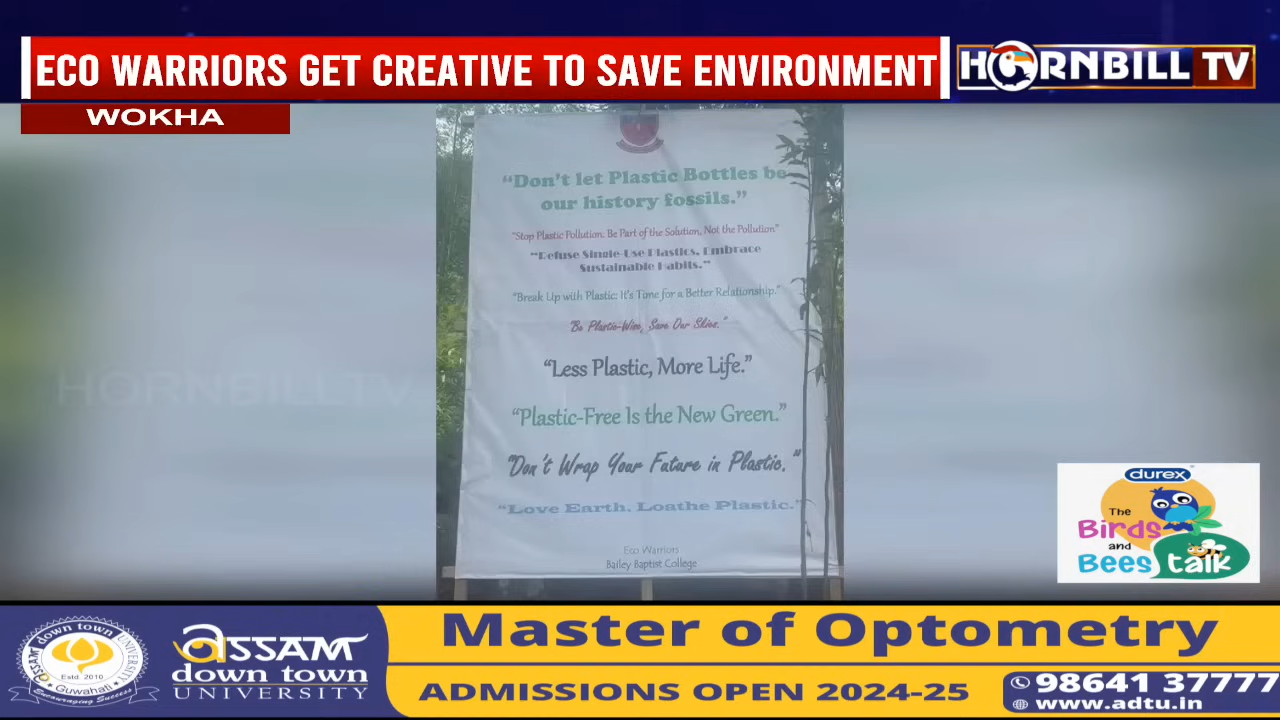 ECO WARRIORS GET CREATIVE TO SAVE ENVIRONMENT
HORNBILL TV
WOKHA
“Don't let Plastic Bottles be
our history fossils.”
“Stop Plastic Pollution. Be Part of the Solution, Not the Pollution”
“Refuse Single-Use Plastics. Embrace
Sustainable Habits.”
“Break Up with Plastic: It's Time for a Better Relationship.”
“Be Plastic-Wise, Save Our Skies.”
“Less Plastic, More Life.”
“Plastic-Free Is the New Green.”
“Don't Wrap Your Future in Plastic.”
“Love Earth. Loathe Plastic.”
Eco Warriors
Bailey Baptist College
HORNBILL TV
durex
The
Birds
and
Bees talk
Estd 2010
Guwahati
assam
down town
UNIVERSITY
Master of Optometry
ADMISSIONS OPEN 2024-25
98641 37777
www.adtu.in